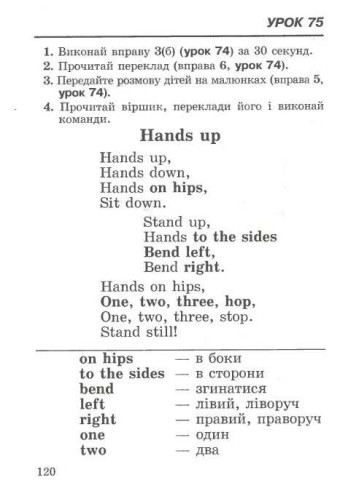 УРОК 75
1. Виконай вправу 3(б) (урок 74) за 30 секунд.
2. Прочитай переклад (вправа 6, урок 74).
3. Передайте розмову дітей на малюнках (вправа 5,
урок 74).
4. Прочитай віршик, переклади його і виконай
команди.
Hands up
Hands up,
Hands down,
Hands on hips,
Sit down.
Stand up,
Hands to the sides
Bend left,
Bend right.
Hands on hips,
One, two, three, hop,
One, two, three, stop.
Stand still!
on hips — в боки
to the sides — в сторони
bend — згинатися
left — лівий, ліворуч
right — правий, праворуч
one — один
two — два
120